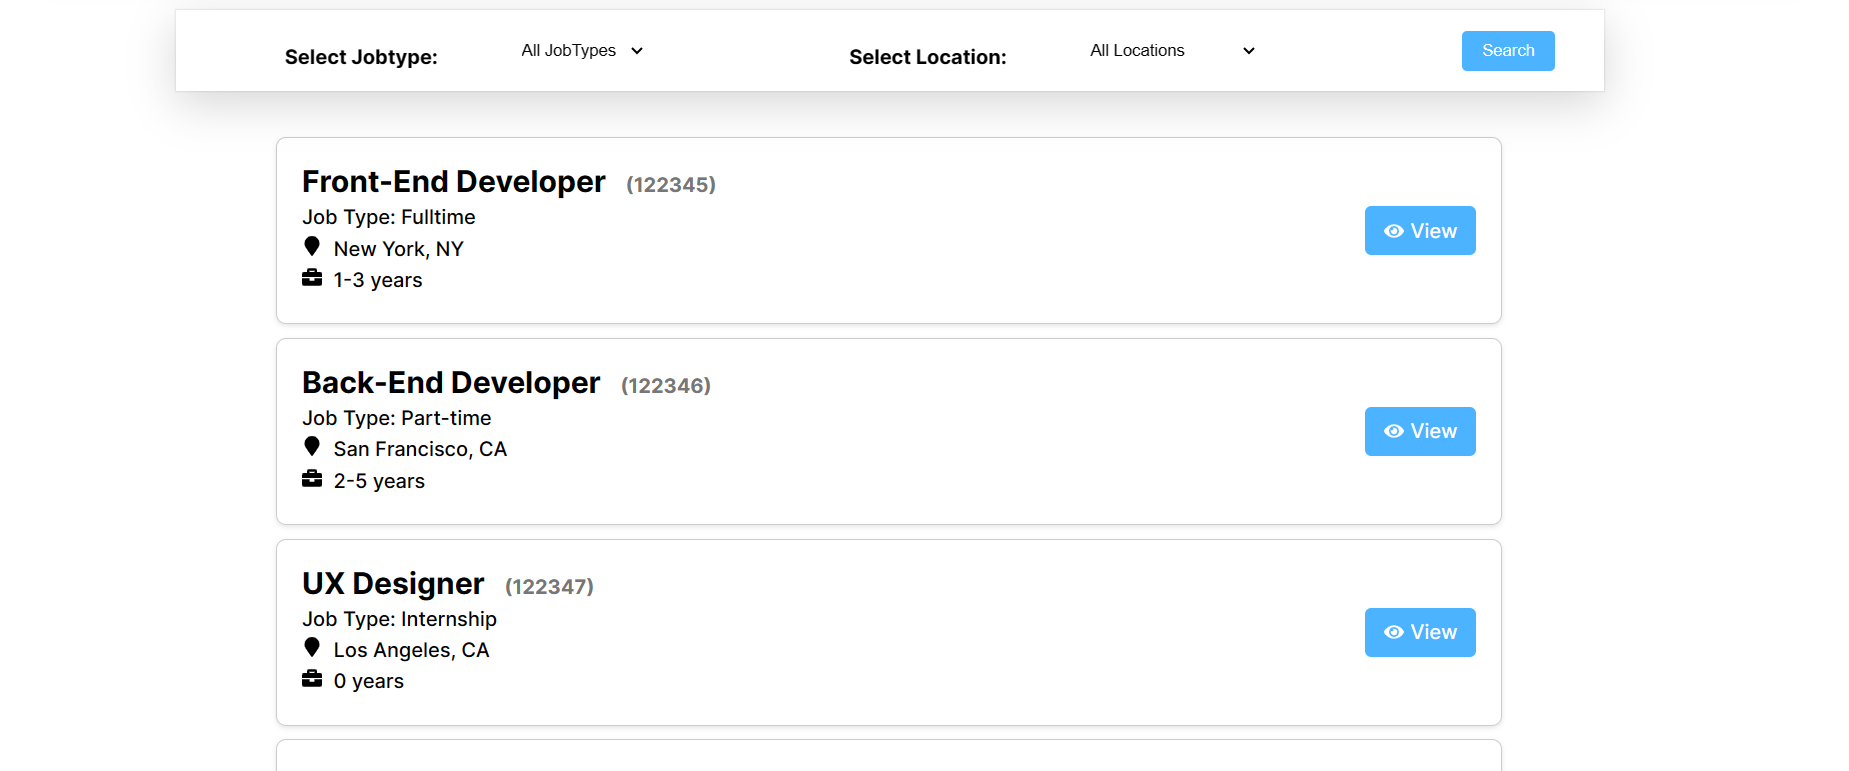 Select Jobtype: All JobTypes Select Location: All Locations Search
Front-End Developer (122345)
Job Type: Fulltime
New York, NY
1-3 years
View
Back-End Developer (122346)
Job Type: Part-time
San Francisco, CA
2-5 years
View
UX Designer (122347)
Job Type: Internship
Los Angeles, CA
0 years
View